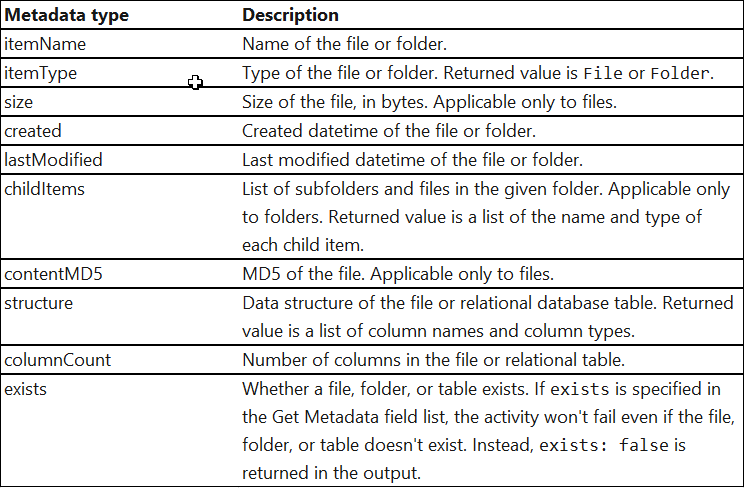 Metadata type Description
itemName Name of the file or folder.
itemType Type of the file or folder. Returned value is File or Folder.
size Size of the file, in bytes. Applicable only to files.
created Created datetime of the file or folder.
lastModified Last modified datetime of the file or folder.
childItems List of subfolders and files in the given folder. Applicable only
to folders. Returned value is a list of the name and type of
each child item.
contentMD5 MD5 of the file. Applicable only to files.
structure Data structure of the file or relational database table. Returned
value is a list of column names and column types.
columnCount Number of columns in the file or relational table.
exists Whether a file, folder, or table exists. If exists is specified in
the Get Metadata field list, the activity won't fail even if the file,
folder, or table doesn't exist. Instead, exists: false is
returned in the output.